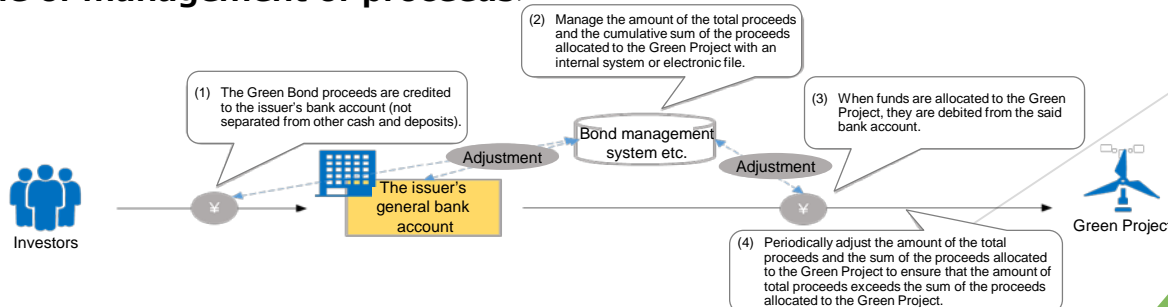 (2) Manage the amount of the total proceeds
and the cumulative sum of the proceeds
allocated to the Green Project with an
internal system or electronic file.
(1) The Green Bond proceeds are credited
to the issuer's bank account (not
separated from other cash and deposits).
(3) When funds are allocated to the Green
Project, they are debited from the said
bank account.
Bond management
system etc.
Adjustment
Adjustment
The issuer's
general bank
account
¥
¥
Investors
Green Project
(4) Periodically adjust the amount of the total
proceeds and the sum of the proceeds allocated
to the Green Project to ensure that the amount of
total proceeds exceeds the sum of the proceeds
allocated to the Green Project.